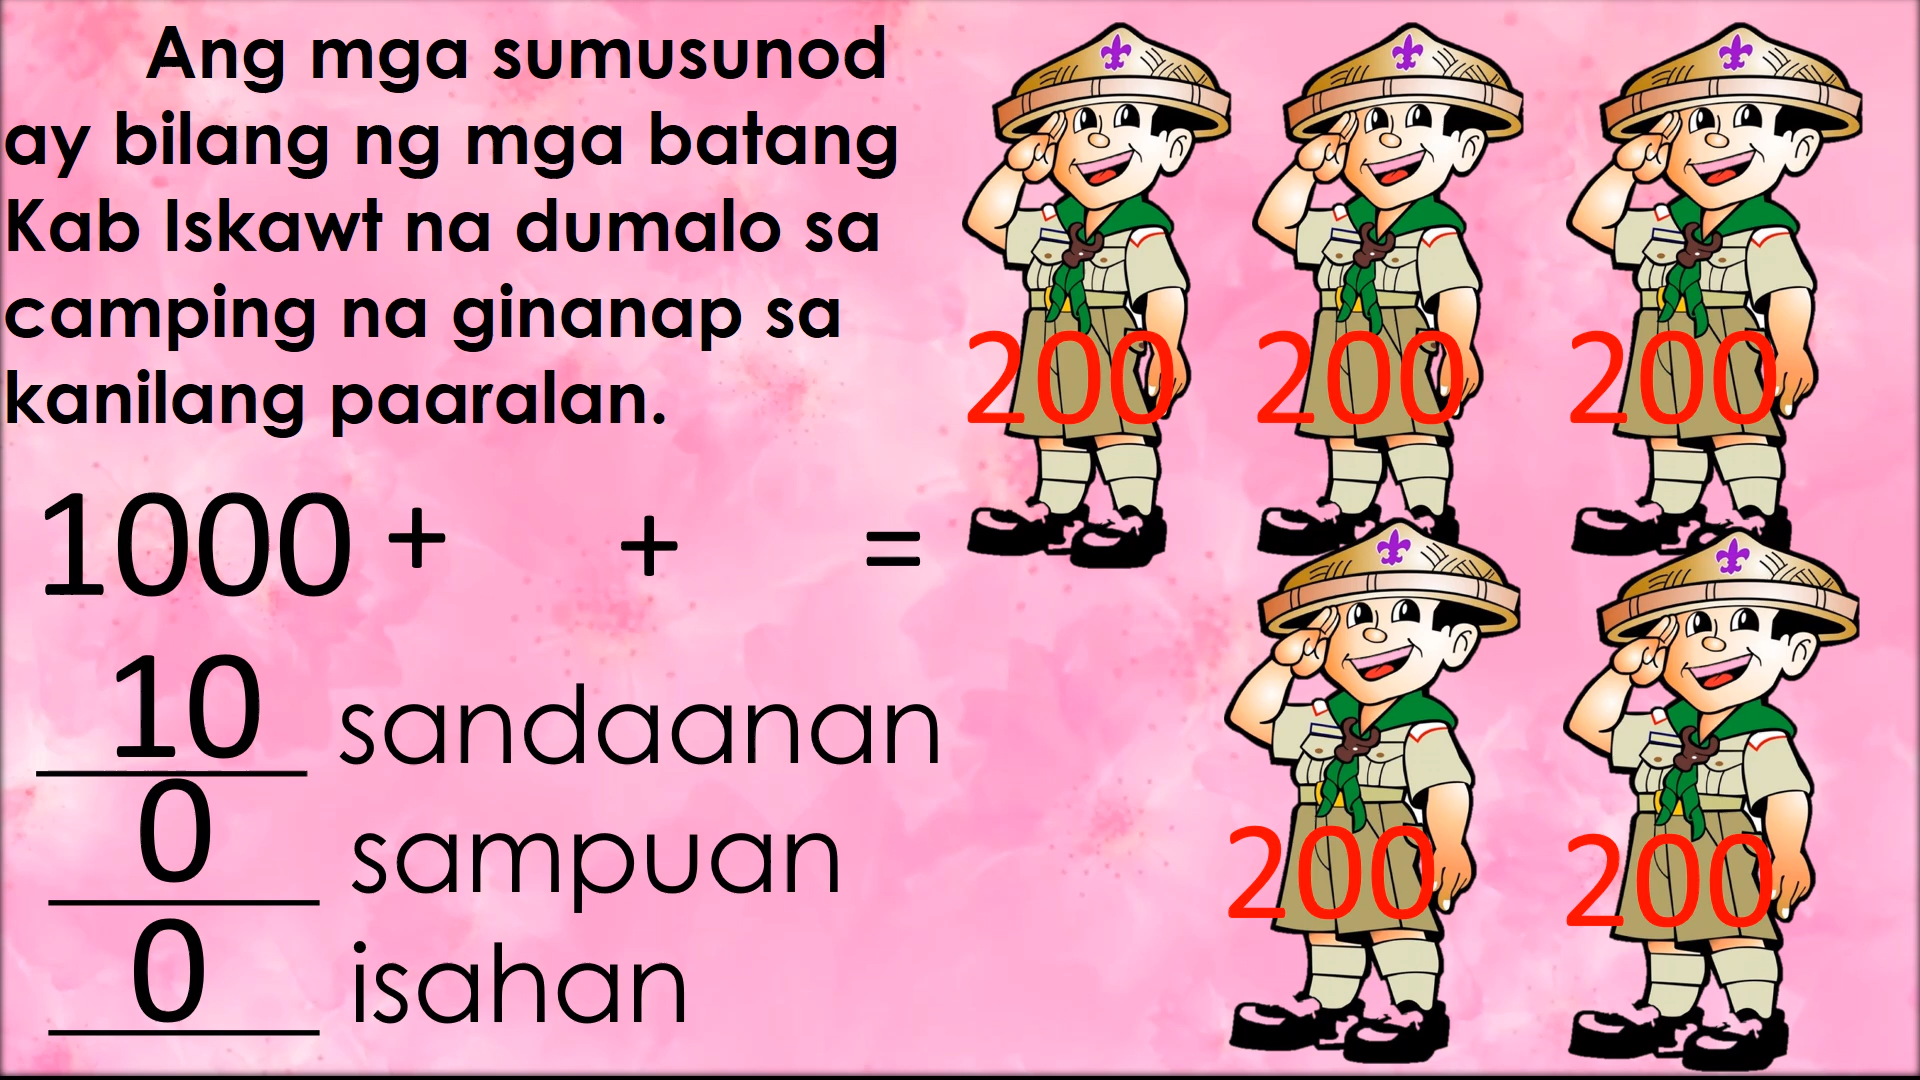 Ang mga sumusunod
ay bilang ng mga batang
Kab Iskawt na dumalo sa
camping na ginanap sa
kanilang paaralan.
1000 + + =
10 sandaanan
0 sampuan
0 isahan
200 200 200
200 200